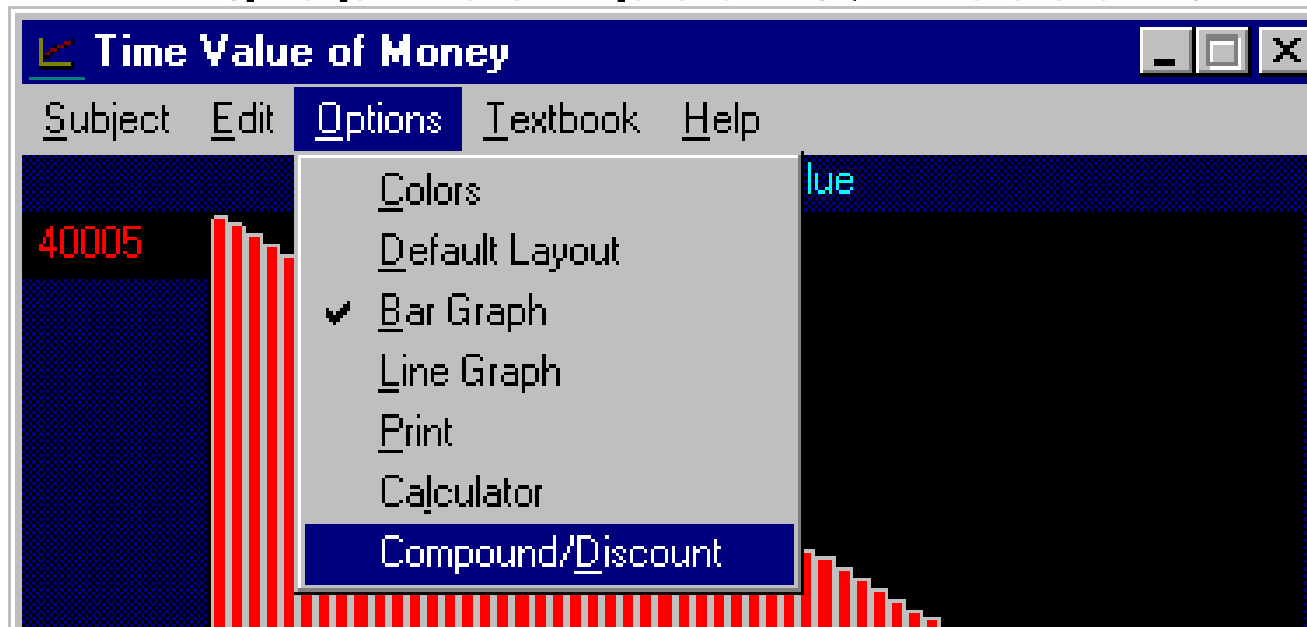 Time Value of Money
Subject Edit Options Textbook Help
lue
40005
Colors
Default Layout
Bar Graph
Line Graph
Print
Calculator
Compound/Discount